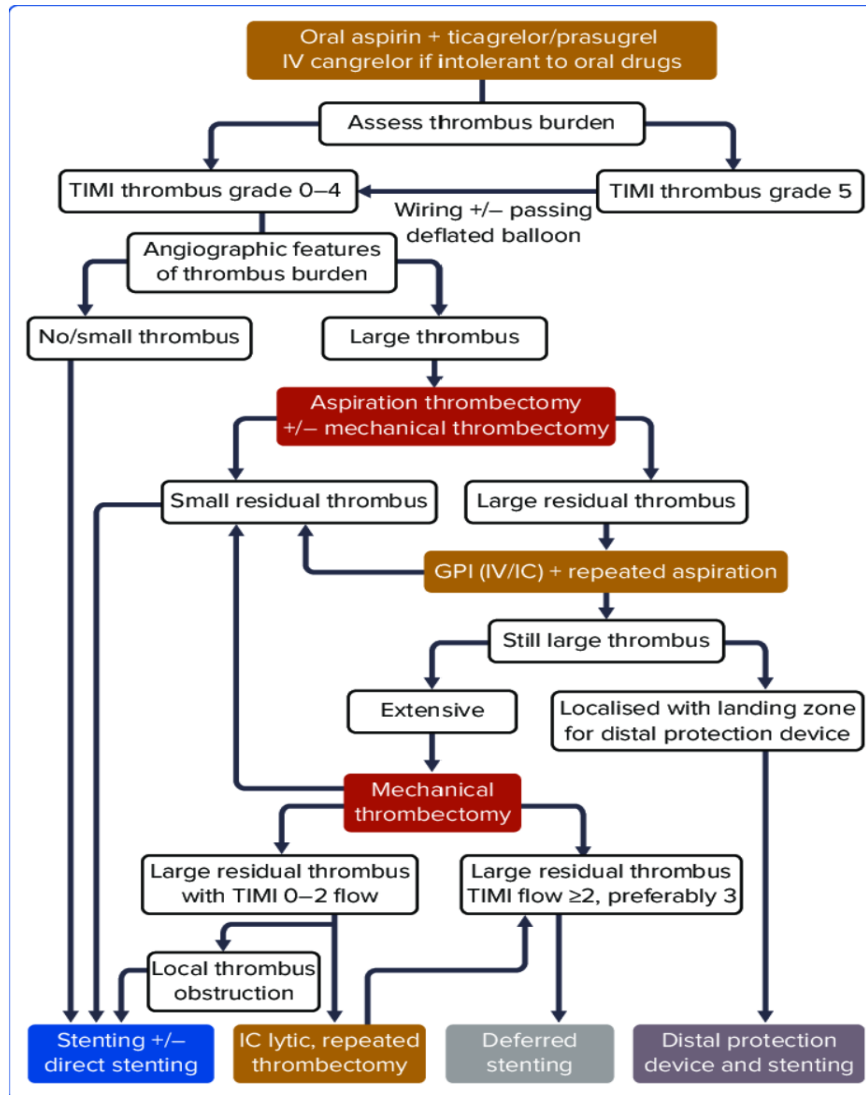 Oral aspirin + ticagrelor/prasugrel
IV cangrelor if intolerant to oral drugs
Assess thrombus burden
TIMI thrombus grade 0–4
TIMI thrombus grade 5
Wiring +/– passing
deflated balloon
Angiographic features
of thrombus burden
No/small thrombus
Large thrombus
Aspiration thrombectomy
+/– mechanical thrombectomy
Small residual thrombus
Large residual thrombus
GPI (IV/IC) + repeated aspiration
Still large thrombus
Extensive
Localised with landing zone
for distal protection device
Mechanical
thrombectomy
Large residual thrombus
with TIMI 0–2 flow
Large residual thrombus
TIMI flow ≥2, preferably 3
Local thrombus
obstruction
Stenting +/–
direct stenting
IC lytic, repeated
thrombectomy
Deferred
stenting
Distal protection
device and stenting